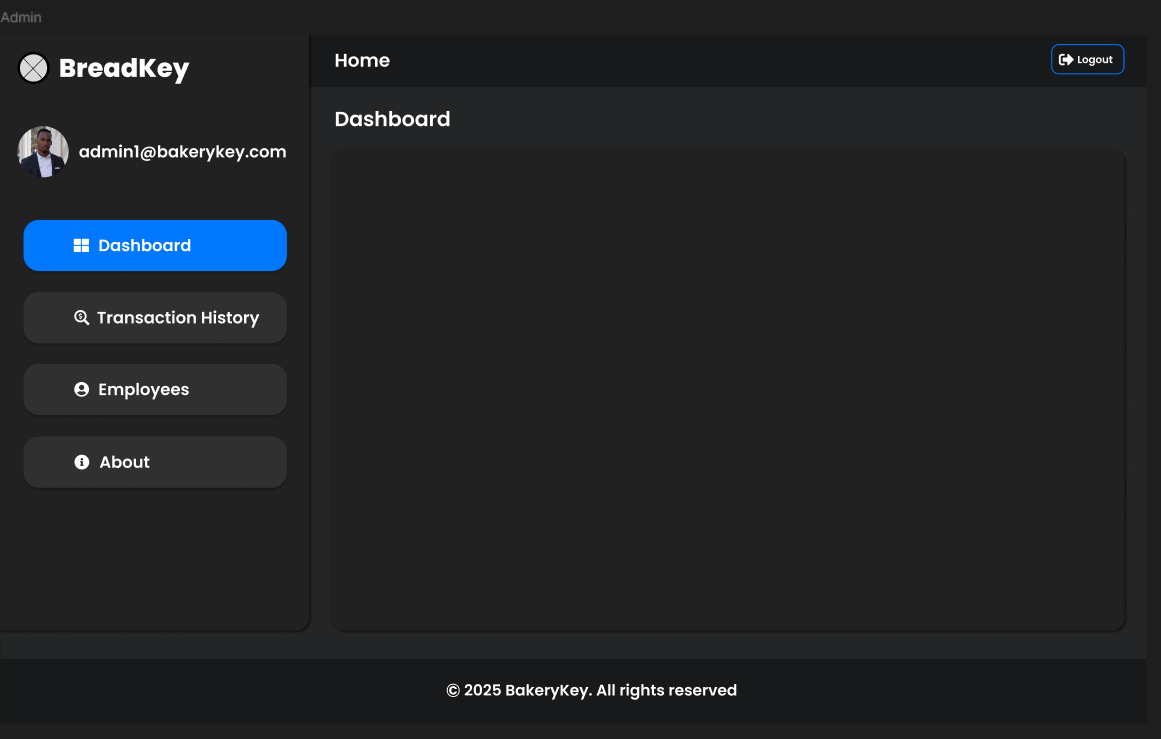 Admin
BreadKey
Home
Logout
Dashboard
admin1@bakerykey.com
Dashboard
Transaction History
Employees
About
© 2025 BakeryKey. All rights reserved